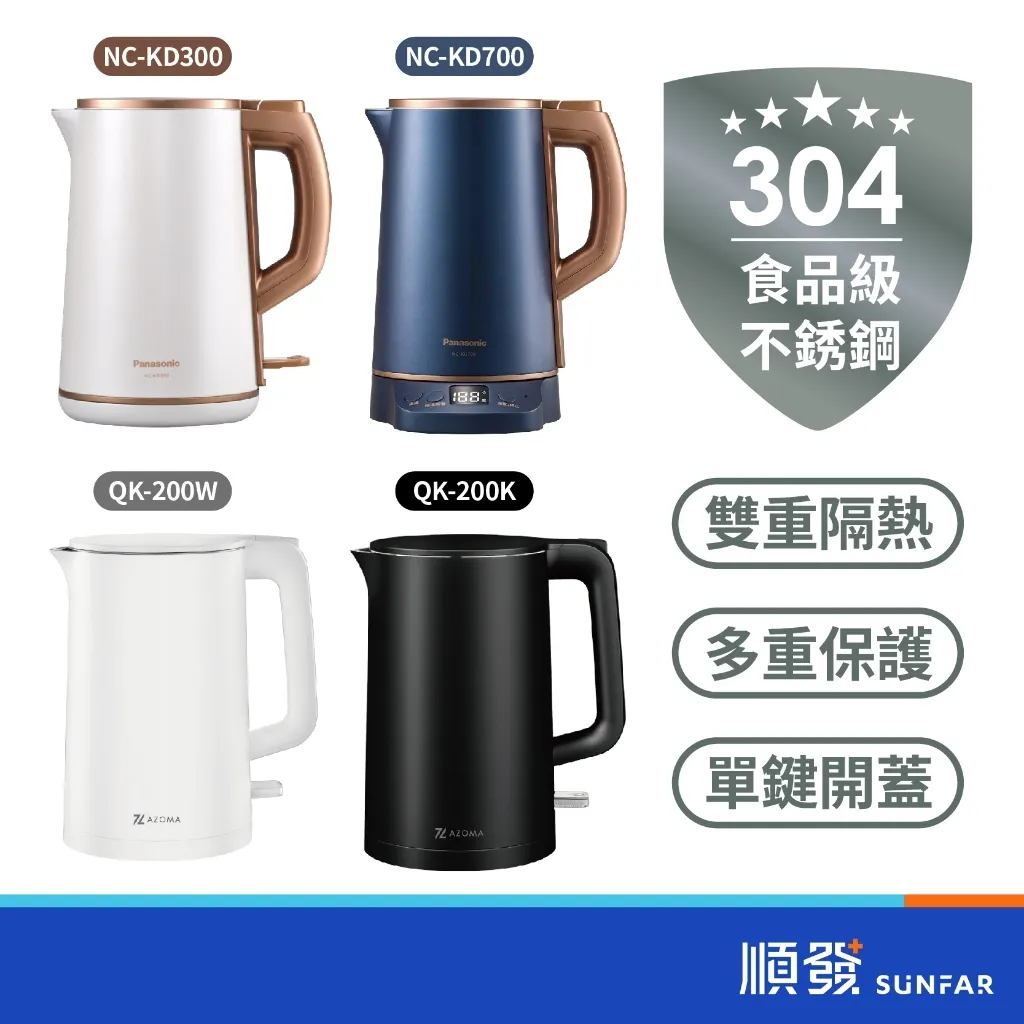 NC-KD300
NC-KD700
304
食品級
不銹鋼
Panasonic
Panasonic
188
QK-200W
QK-200K
雙重隔熱
多重保護
單鍵開蓋
AZOMA
AZOMA
順發
SUNFAR